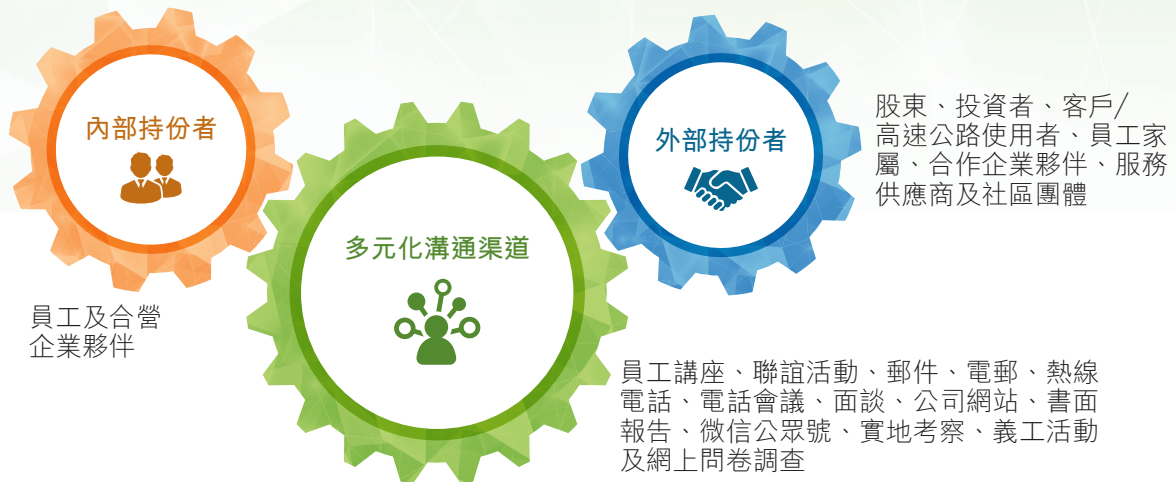 內部持份者
員工及合營
企業夥伴
多元化溝通渠道
員工講座、聯誼活動、郵件、電郵、熱線
電話、電話會議、面談、公司網站、書面
報告、微信公眾號、實地考察、義工活動
及網上問卷調查
外部持份者
股東、投資者、客戶/
高速公路使用者、員工家
屬、合作企業夥伴、服務
供應商及社區團體